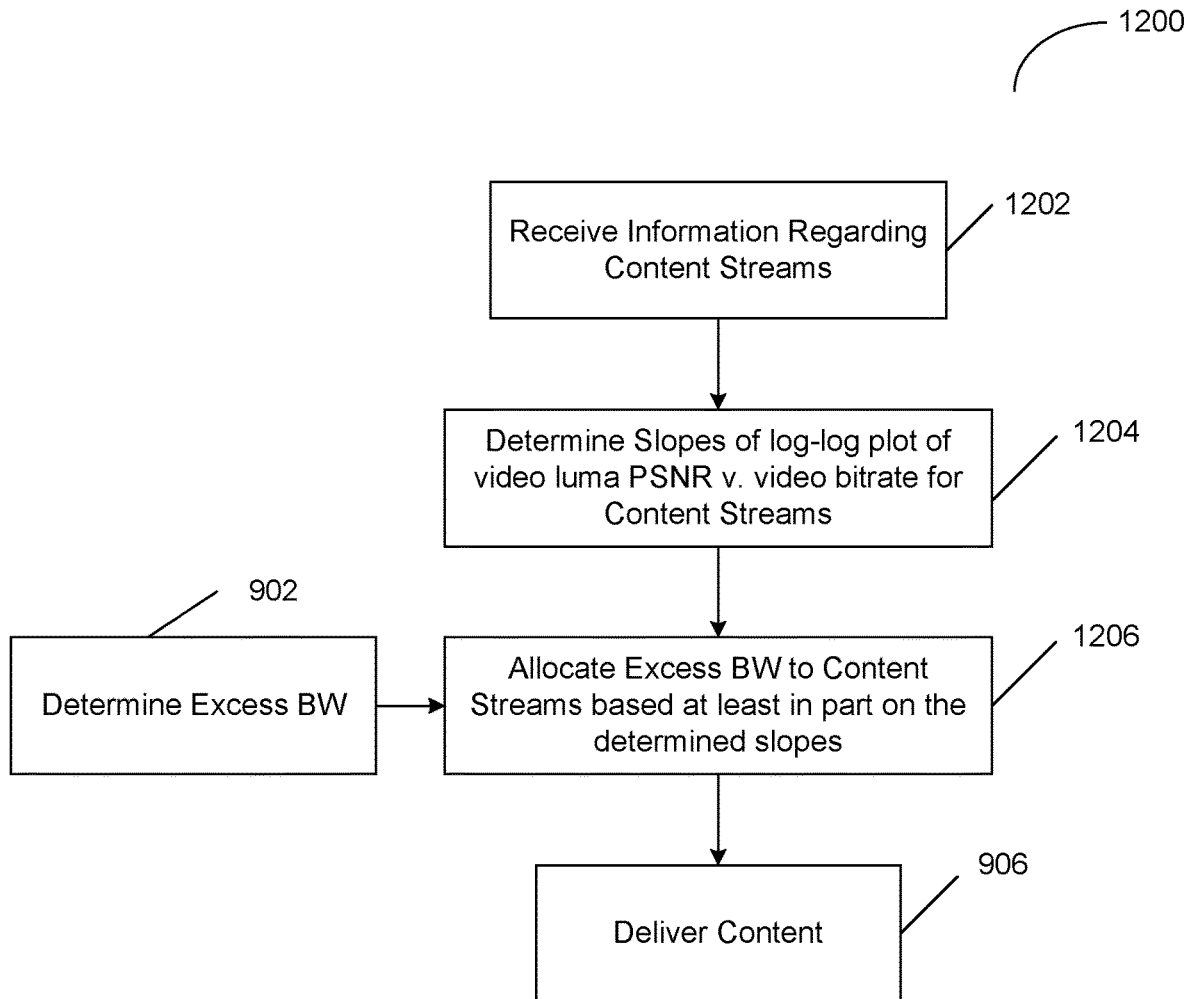 1200
1202
Receive Information Regarding
Content Streams
1204
Determine Slopes of log-log plot of
video luma PSNR v. video bitrate for
Content Streams
902
Determine Excess BW
1206
Allocate Excess BW to Content
Streams based at least in part on the
determined slopes
906
Deliver Content